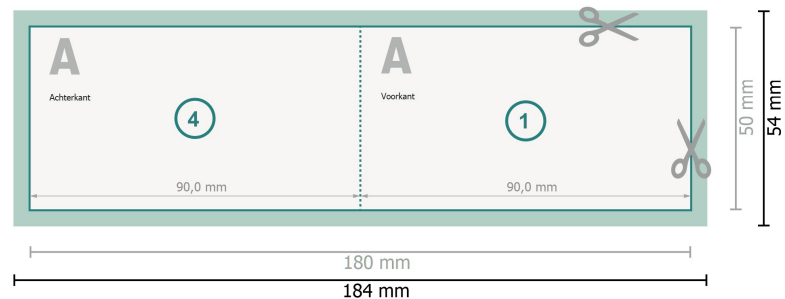 A
A
Achterkant
Voorkant
4
1
90,0 mm
90,0 mm
50 mm
54 mm
180 mm
184 mm